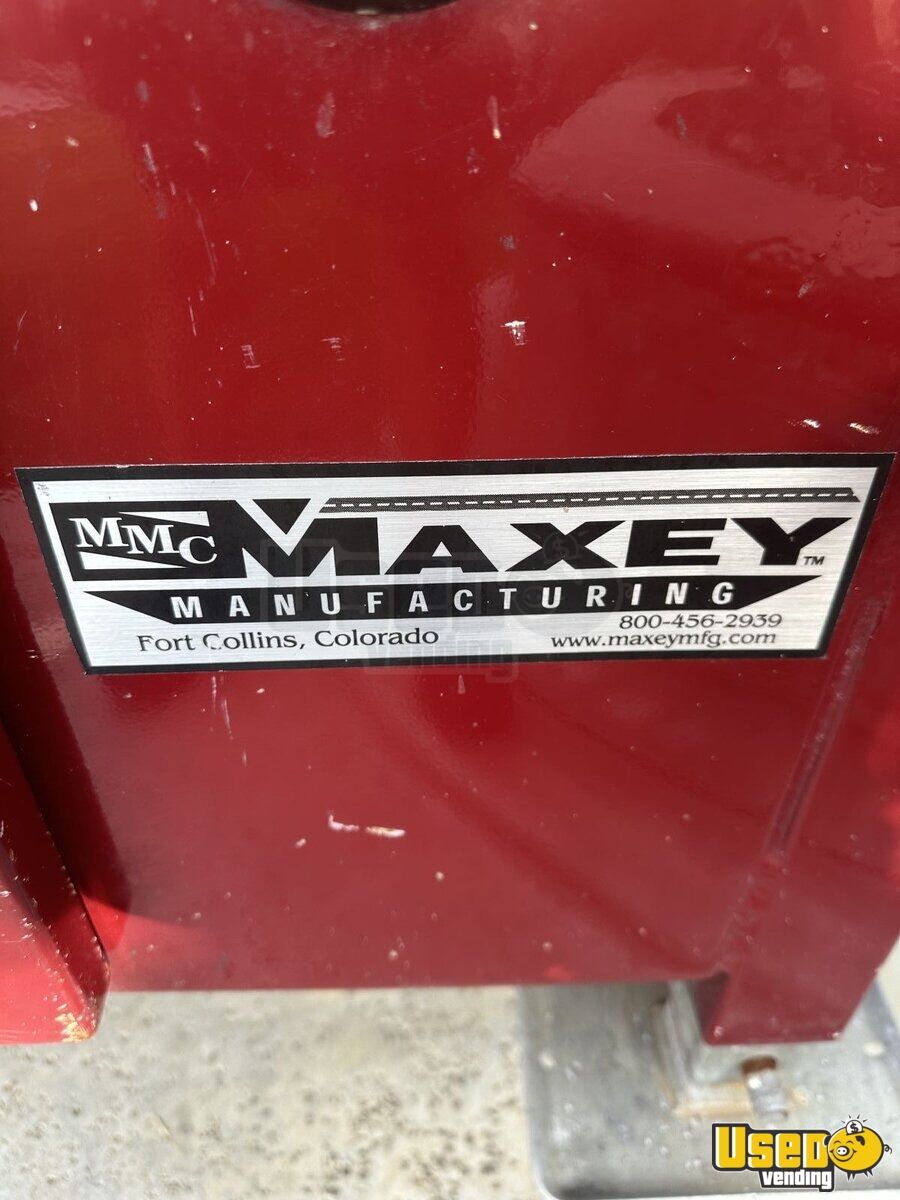 MMC MAXEY™
MANUFACTURING
Fort Collins, Colorado
800-456-2939
www.maxeymfg.com
USED
vending